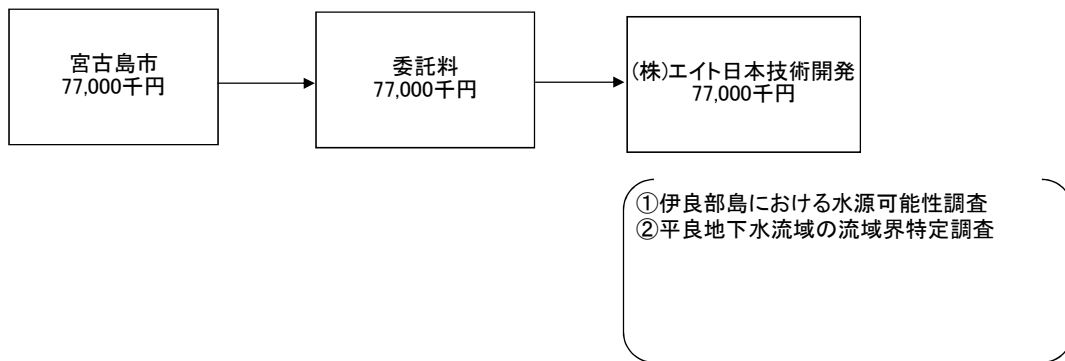 宮古島市
77,000千円
委託料
77,000千円
(株)エイト日本技術開発
77,000千円
①伊良部島における水源可能性調査
②平良地下水流域の流域界特定調査